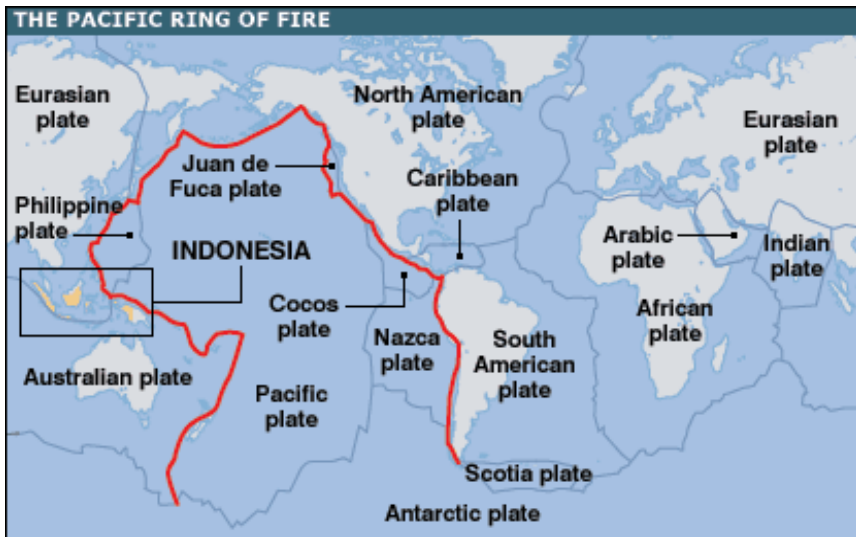 THE PACIFIC RING OF FIRE
Eurasian
plate
North American
plate
Eurasian
plate
Juan de
Fuca plate
Caribbean
plate
Philippine
plate
INDONESIA
Arabic
plate
Indian
plate
Cocos
plate
African
plate
Nazca
plate
South
American
plate
Australian plate
Pacific
plate
Scotia plate
Antarctic plate